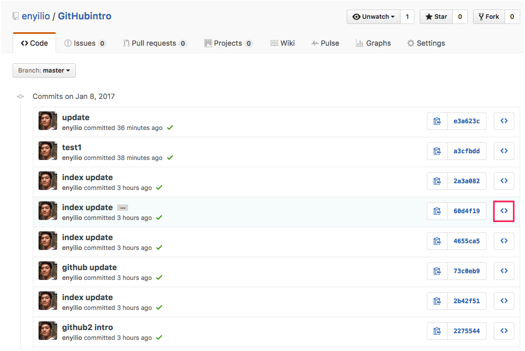 enyilio / GitHubintro
Unwatch 1 Star 0 Fork 0
Code Issues 0 Pull requests 0 Projects 0 Wiki Pulse Graphs Settings
Branch: master
Commits on Jan 8, 2017
update
enyilio committed 36 minutes ago
e3a623c
test1
enyilio committed 38 minutes ago
a3cfbdd
index update
enyilio committed 3 hours ago
2a3a082
index update …
enyilio committed 3 hours ago
60d4f19
index update
enyilio committed 3 hours ago
4655ca5
github update
enyilio committed 3 hours ago
73c0eb9
index update
enyilio committed 3 hours ago
2b42f51
github2 intro
enyilio committed 3 hours ago
2275544